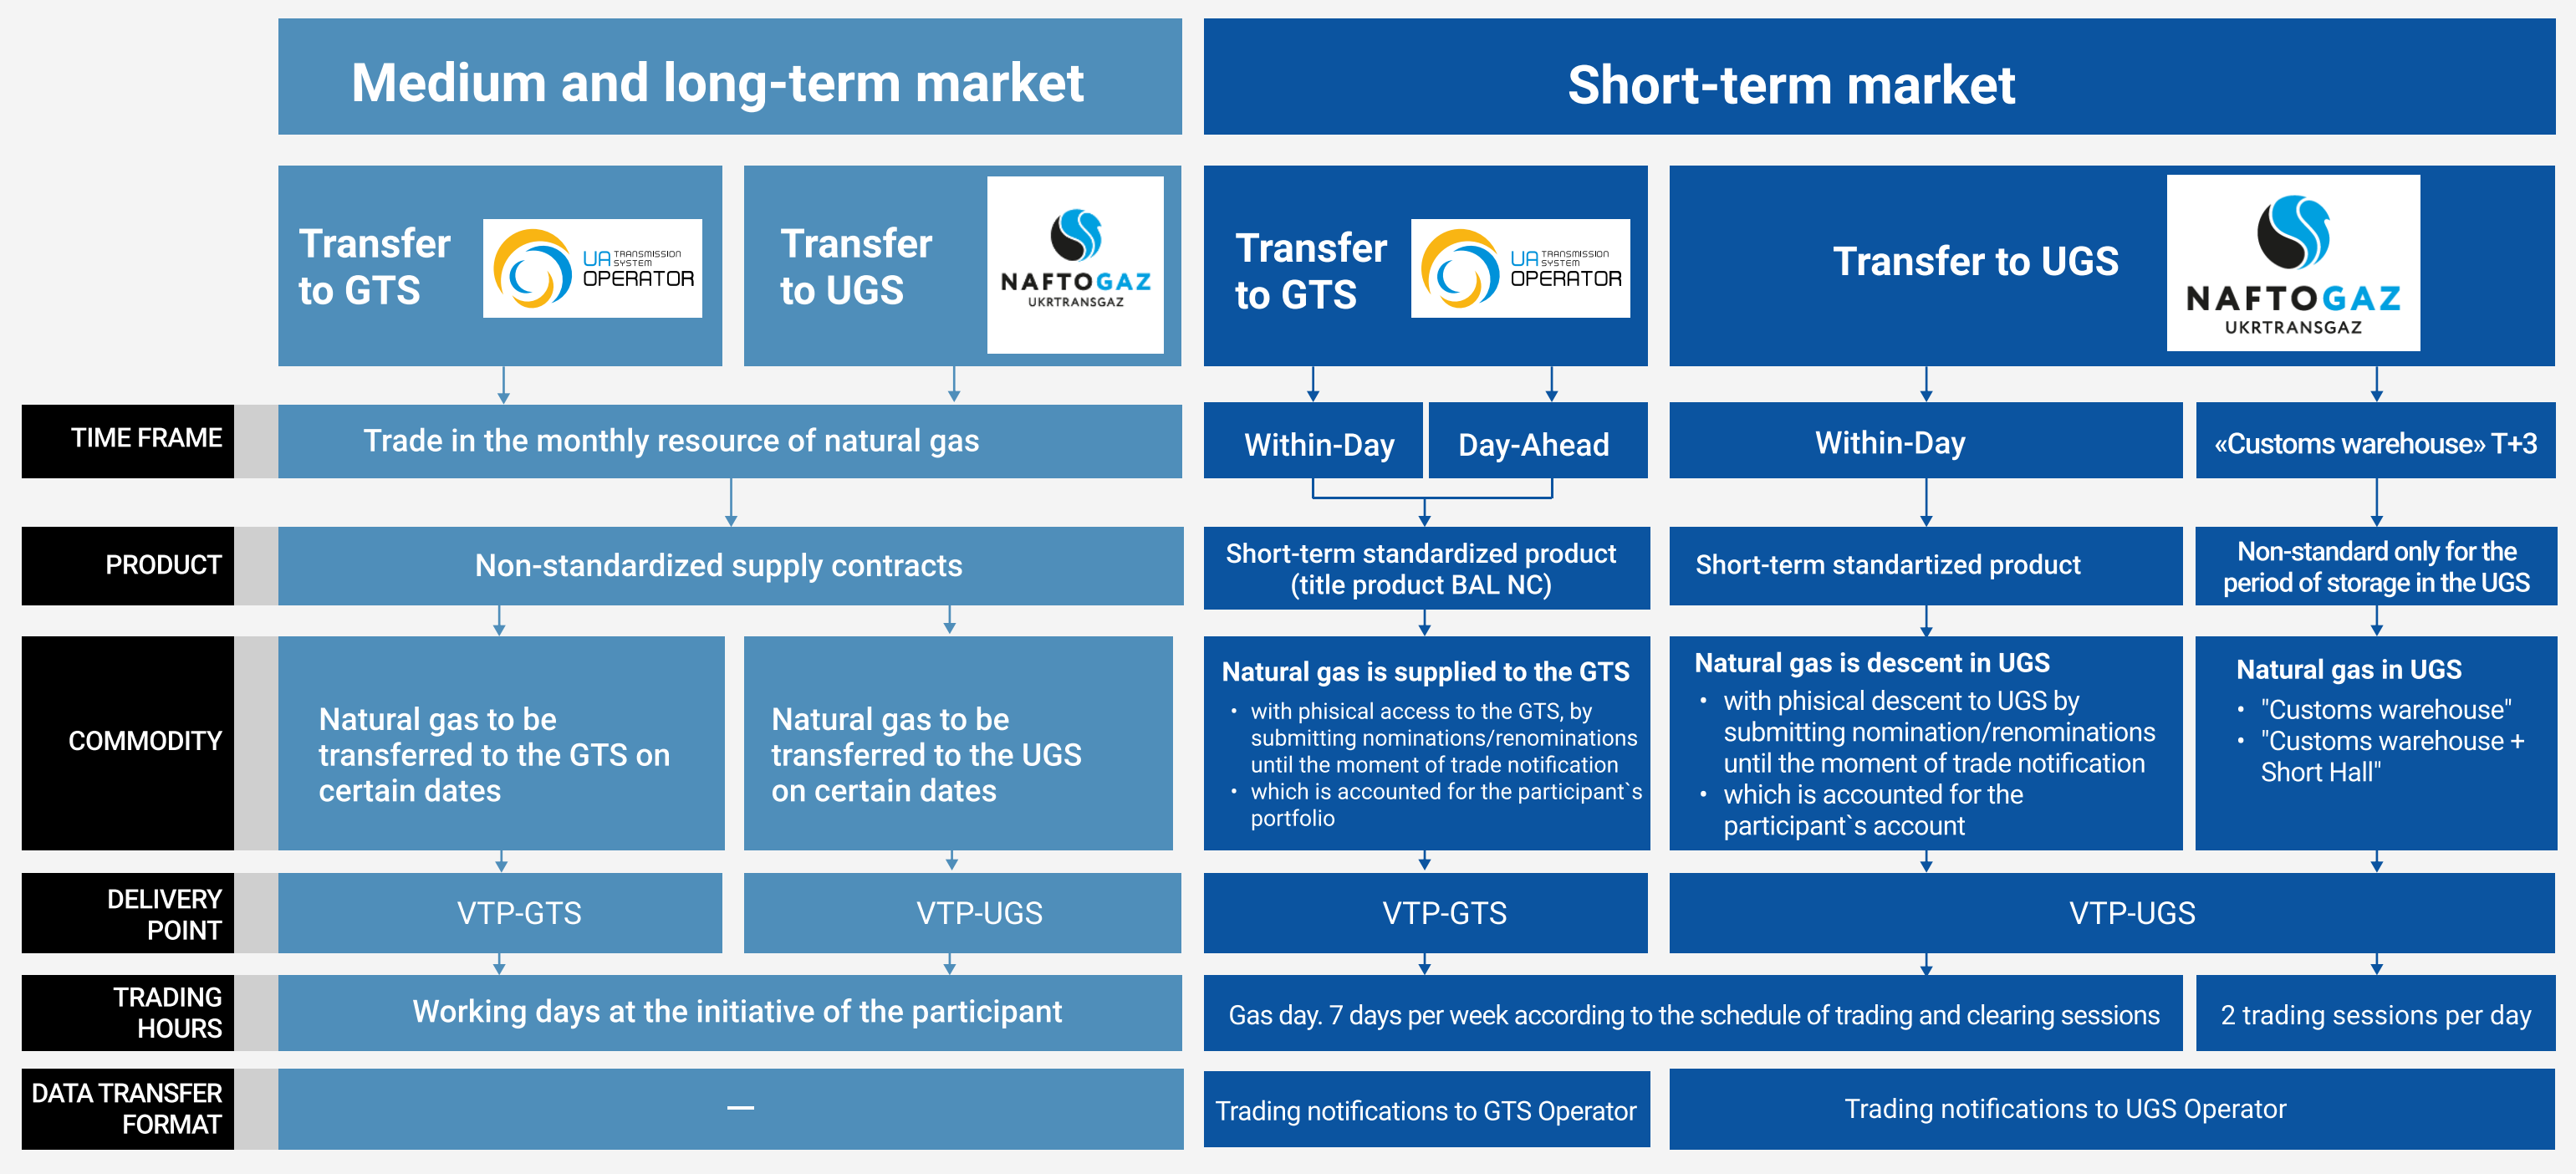 Medium and long-term market
Short-term market
Transfer
to GTS
UA TRANSMISSION
SYSTEM
OPERATOR
Transfer
to UGS
NAFTOGAZ
UKRTRANSGAZ
Transfer
to GTS
UA TRANSMISSION
SYSTEM
OPERATOR
Transfer to UGS
NAFTOGAZ
UKRTRANSGAZ
TIME FRAME
Trade in the monthly resource of natural gas
Within-Day
Day-Ahead
Within-Day
«Customs warehouse» T+3
PRODUCT
Non-standardized supply contracts
Short-term standardized product
(title product BAL NC)
Short-term standartized product
Non-standard only for the
period of storage in the UGS
COMMODITY
Natural gas to be
transferred to the GTS on
certain dates
Natural gas to be
transferred to the UGS
on certain dates
Natural gas is supplied to the GTS
• with phisical access to the GTS, by
submitting nominations/renominations
until the moment of trade notification
• which is accounted for the participant`s
portfolio
Natural gas is descent in UGS
• with phisical descent to UGS by
submitting nomination/renominations
until the moment of trade notification
• which is accounted for the
participant`s account
Natural gas in UGS
• "Customs warehouse"
• "Customs warehouse +
Short Hall"
DELIVERY
POINT
VTP-GTS
VTP-UGS
VTP-GTS
VTP-UGS
TRADING
HOURS
Working days at the initiative of the participant
Gas day. 7 days per week according to the schedule of trading and clearing sessions
2 trading sessions per day
DATA TRANSFER
FORMAT
—
Trading notifications to GTS Operator
Trading notifications to UGS Operator